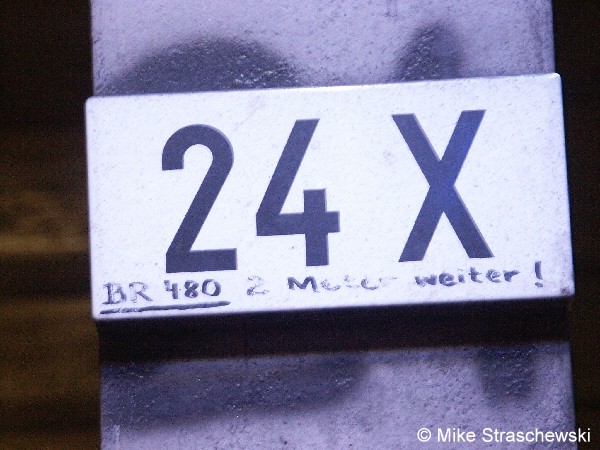 24 X
BR 480 2 Meter weiter !
© Mike Straschewski